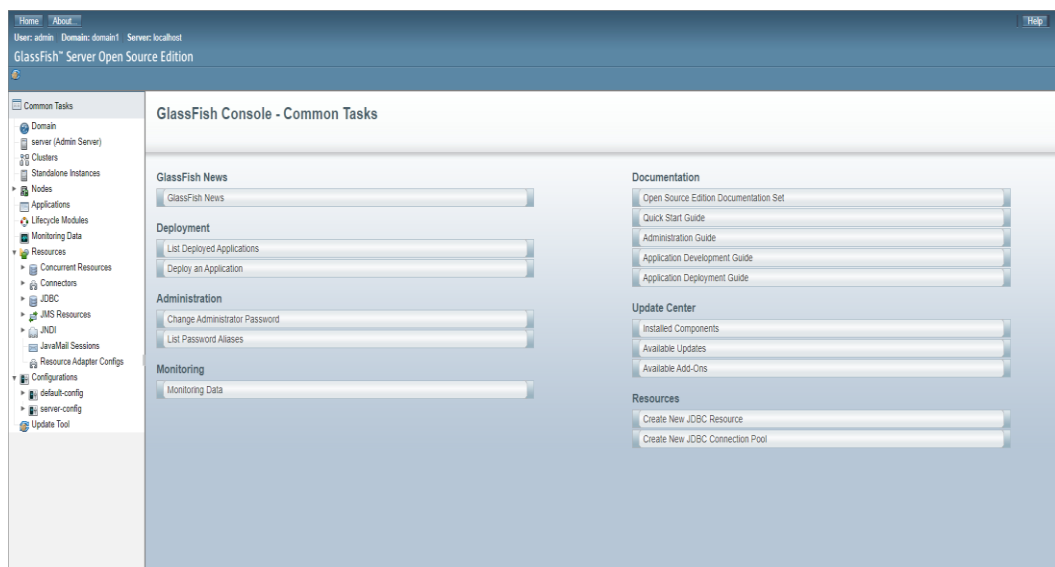 Home About...
Help
User: admin Domain: domain1 Server: localhost
GlassFish™ Server Open Source Edition
Common Tasks
Domain
server (Admin Server)
Clusters
Standalone Instances
Nodes
Applications
Lifecycle Modules
Monitoring Data
Resources
Concurrent Resources
Connectors
JDBC
JMS Resources
JNDI
JavaMail Sessions
Resource Adapter Configs
Configurations
default-config
server-config
Update Tool
GlassFish Console - Common Tasks
GlassFish News
GlassFish News
Deployment
List Deployed Applications
Deploy an Application
Administration
Change Administrator Password
List Password Aliases
Monitoring
Monitoring Data
Documentation
Open Source Edition Documentation Set
Quick Start Guide
Administration Guide
Application Development Guide
Application Deployment Guide
Update Center
Installed Components
Available Updates
Available Add-Ons
Resources
Create New JDBC Resource
Create New JDBC Connection Pool